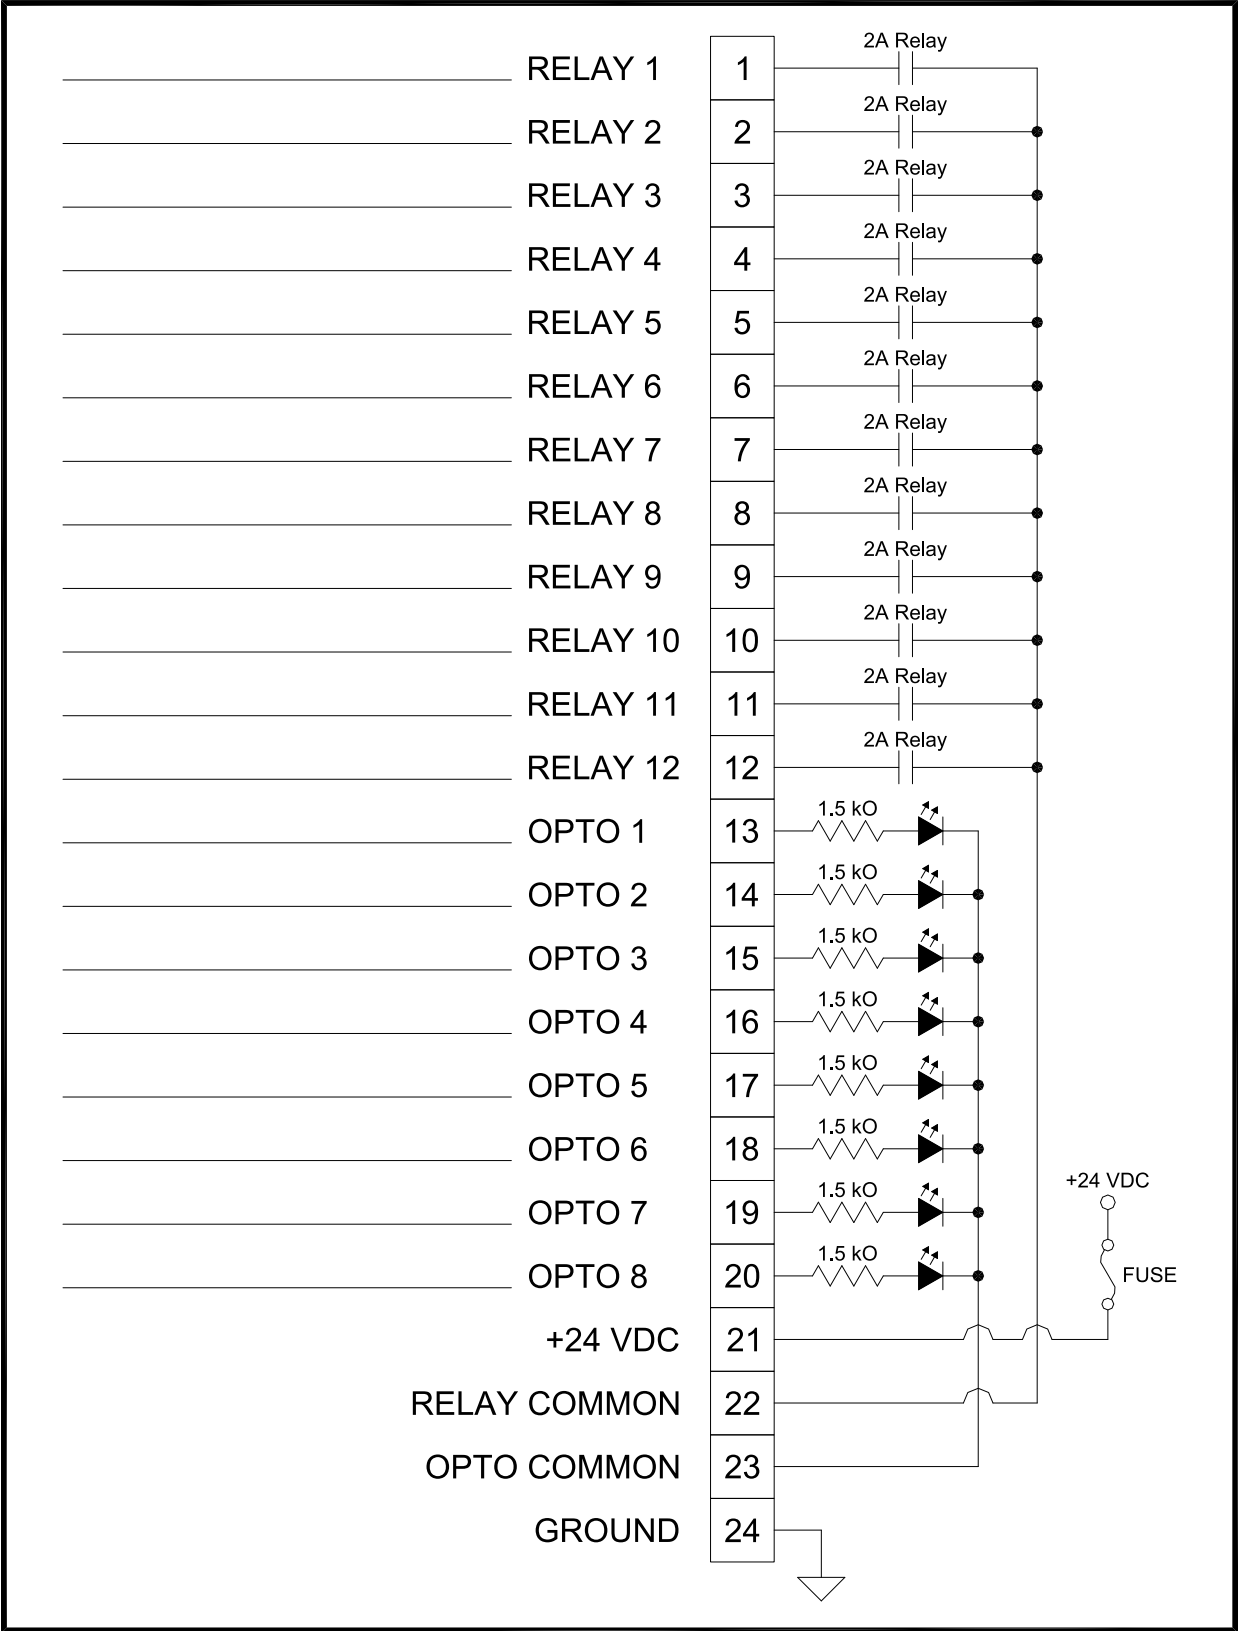 2A Relay
RELAY 1 1
2A Relay
RELAY 2 2
2A Relay
RELAY 3 3
2A Relay
RELAY 4 4
2A Relay
RELAY 5 5
2A Relay
RELAY 6 6
2A Relay
RELAY 7 7
2A Relay
RELAY 8 8
2A Relay
RELAY 9 9
2A Relay
RELAY 10 10
2A Relay
RELAY 11 11
2A Relay
RELAY 12 12
1.5 kO
OPTO 1 13
1.5 kO
OPTO 2 14
1.5 kO
OPTO 3 15
1.5 kO
OPTO 4 16
1.5 kO
OPTO 5 17
1.5 kO
OPTO 6 18
+24 VDC
1.5 kO
OPTO 7 19
1.5 kO
OPTO 8 20 FUSE
+24 VDC 21
RELAY COMMON 22
OPTO COMMON 23
GROUND 24